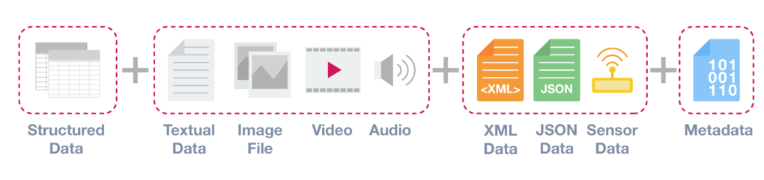 <XML>
JSON
101
001
110
Structured
Data
Textual
Data
Image
File
Video
Audio
XML
Data
JSON
Data
Sensor
Data
Metadata